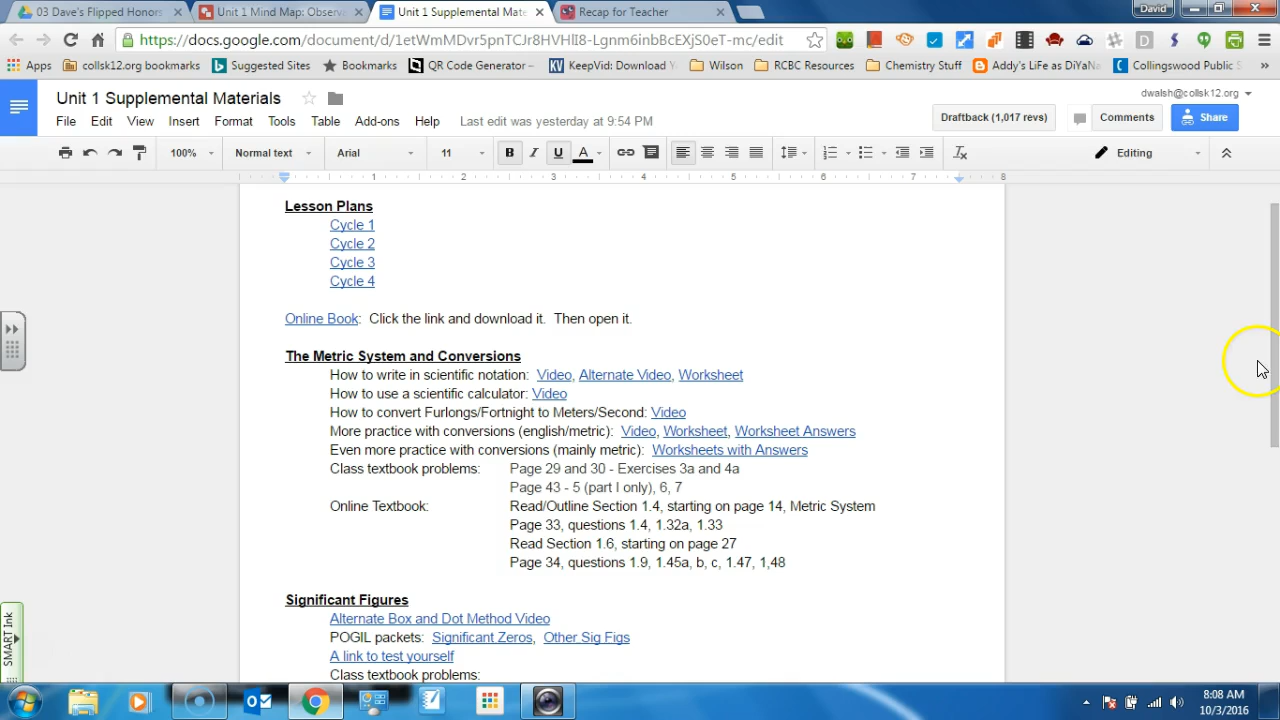 03 Dave's Flipped Honors
Unit 1 Mind Map: Observa
Unit 1 Supplemental Mate
Recap for Teacher
David
https://docs.google.com/document/d/1etWmMDvr5pnTCJr8HVHlI8-Lgnm6inbBcEXjS0eT-mc/edit
Apps
collsk12.org bookmarks
Suggested Sites
Bookmarks
QR Code Generator –
KeepVid: Download Y
Wilson
RCBC Resources
Chemistry Stuff
Addy's LiFe as DiYaN
Collingswood Public S
»
Unit 1 Supplemental Materials
dwalsh@collsk12.org
File Edit View Insert Format Tools Table Add-ons Help Last edit was yesterday at 9:54 PM
Draftback (1,017 revs)
Comments
Share
100% Normal text Arial 11 B I U A Editing
1 2 3 4 5 6 7 8
Lesson Plans
Cycle 1
Cycle 2
Cycle 3
Cycle 4
Online Book: Click the link and download it. Then open it.
The Metric System and Conversions
How to write in scientific notation: Video, Alternate Video, Worksheet
How to use a scientific calculator: Video
How to convert Furlongs/Fortnight to Meters/Second: Video
More practice with conversions (english/metric): Video, Worksheet, Worksheet Answers
Even more practice with conversions (mainly metric): Worksheets with Answers
Class textbook problems: Page 29 and 30 - Exercises 3a and 4a
Page 43 - 5 (part I only), 6, 7
Online Textbook: Read/Outline Section 1.4, starting on page 14, Metric System
Page 33, questions 1.4, 1.32a, 1.33
Read Section 1.6, starting on page 27
Page 34, questions 1.9, 1.45a, b, c, 1.47, 1,48
Significant Figures
Alternate Box and Dot Method Video
POGIL packets: Significant Zeros, Other Sig Figs
A link to test yourself
Class textbook problems:
SMART Ink
8:08 AM
10/3/2016